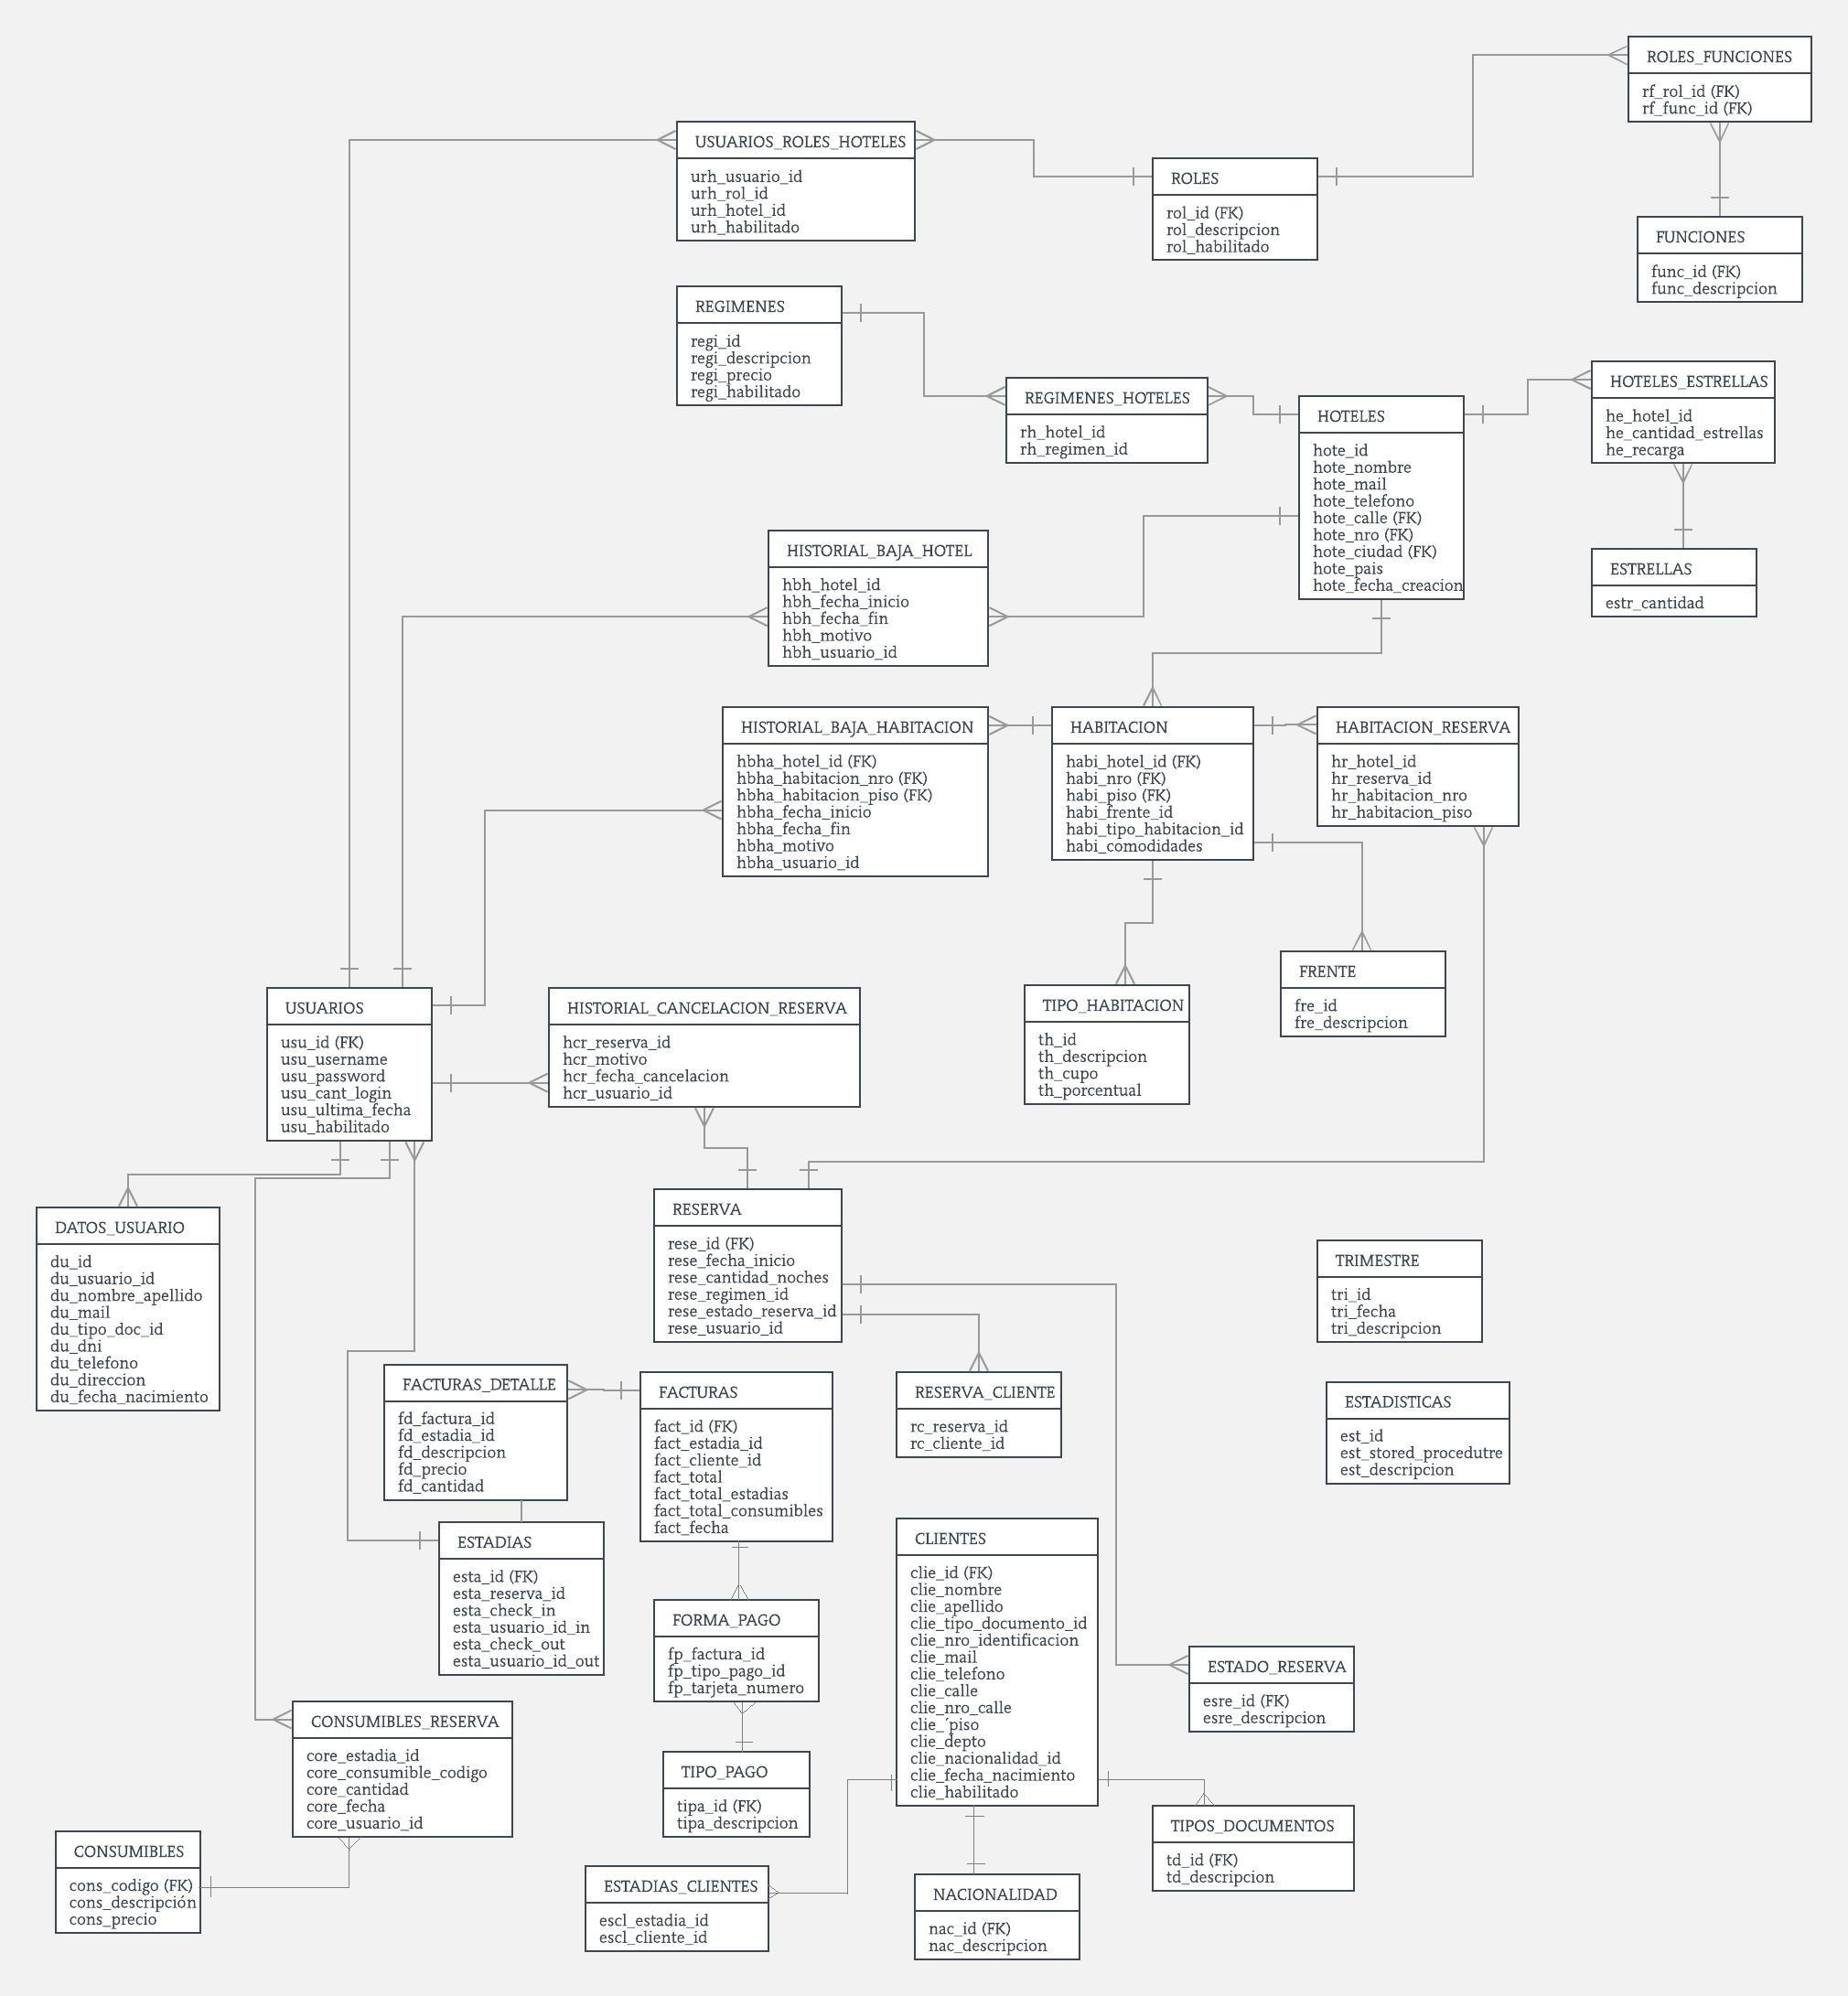 ROLES_FUNCIONES
rf_rol_id (FK)
rf_func_id (FK)
USUARIOS_ROLES_HOTELES
urh_usuario_id
urh_rol_id
urh_hotel_id
urh_habilitado
ROLES
rol_id (FK)
rol_descripcion
rol_habilitado
FUNCIONES
func_id (FK)
func_descripcion
REGIMENES
regi_id
regi_descripcion
regi_precio
regi_habilitado
REGIMENES_HOTELES
rh_hotel_id
rh_regimen_id
HOTELES
hote_id
hote_nombre
hote_mail
hote_telefono
hote_calle (FK)
hote_nro (FK)
hote_ciudad (FK)
hote_pais
hote_fecha_creacion
HOTELES_ESTRELLAS
he_hotel_id
he_cantidad_estrellas
he_recarga
ESTRELLAS
estr_cantidad
HISTORIAL_BAJA_HOTEL
hbh_hotel_id
hbh_fecha_inicio
hbh_fecha_fin
hbh_motivo
hbh_usuario_id
HISTORIAL_BAJA_HABITACION
hbha_hotel_id (FK)
hbha_habitacion_nro (FK)
hbha_habitacion_piso (FK)
hbha_fecha_inicio
hbha_fecha_fin
hbha_motivo
hbha_usuario_id
HABITACION
habi_hotel_id (FK)
habi_nro (FK)
habi_piso (FK)
habi_frente_id
habi_tipo_habitacion_id
habi_comodidades
HABITACION_RESERVA
hr_hotel_id
hr_reserva_id
hr_habitacion_nro
hr_habitacion_piso
FRENTE
fre_id
fre_descripcion
TIPO_HABITACION
th_id
th_descripcion
th_cupo
th_porcentual
USUARIOS
usu_id (FK)
usu_username
usu_password
usu_cant_login
usu_ultima_fecha
usu_habilitado
HISTORIAL_CANCELACION_RESERVA
hcr_reserva_id
hcr_motivo
hcr_fecha_cancelacion
hcr_usuario_id
DATOS_USUARIO
du_id
du_usuario_id
du_nombre_apellido
du_mail
du_tipo_doc_id
du_dni
du_telefono
du_direccion
du_fecha_nacimiento
RESERVA
rese_id (FK)
rese_fecha_inicio
rese_cantidad_noches
rese_regimen_id
rese_estado_reserva_id
rese_usuario_id
TRIMESTRE
tri_id
tri_fecha
tri_descripcion
FACTURAS_DETALLE
fd_factura_id
fd_estadia_id
fd_descripcion
fd_precio
fd_cantidad
FACTURAS
fact_id (FK)
fact_estadia_id
fact_cliente_id
fact_total
fact_total_estadias
fact_total_consumibles
fact_fecha
RESERVA_CLIENTE
rc_reserva_id
rc_cliente_id
ESTADISTICAS
est_id
est_stored_procedutre
est_descripcion
ESTADIAS
esta_id (FK)
esta_reserva_id
esta_check_in
esta_usuario_id_in
esta_check_out
esta_usuario_id_out
CLIENTES
clie_id (FK)
clie_nombre
clie_apellido
clie_tipo_documento_id
clie_nro_identificacion
clie_mail
clie_telefono
clie_calle
clie_nro_calle
clie_´piso
clie_depto
clie_nacionalidad_id
clie_fecha_nacimiento
clie_habilitado
FORMA_PAGO
fp_factura_id
fp_tipo_pago_id
fp_tarjeta_numero
ESTADO_RESERVA
esre_id (FK)
esre_descripcion
CONSUMIBLES_RESERVA
core_estadia_id
core_consumible_codigo
core_cantidad
core_fecha
core_usuario_id
TIPO_PAGO
tipa_id (FK)
tipa_descripcion
TIPOS_DOCUMENTOS
td_id (FK)
td_descripcion
CONSUMIBLES
cons_codigo (FK)
cons_descripción
cons_precio
ESTADIAS_CLIENTES
escl_estadia_id
escl_cliente_id
NACIONALIDAD
nac_id (FK)
nac_descripcion